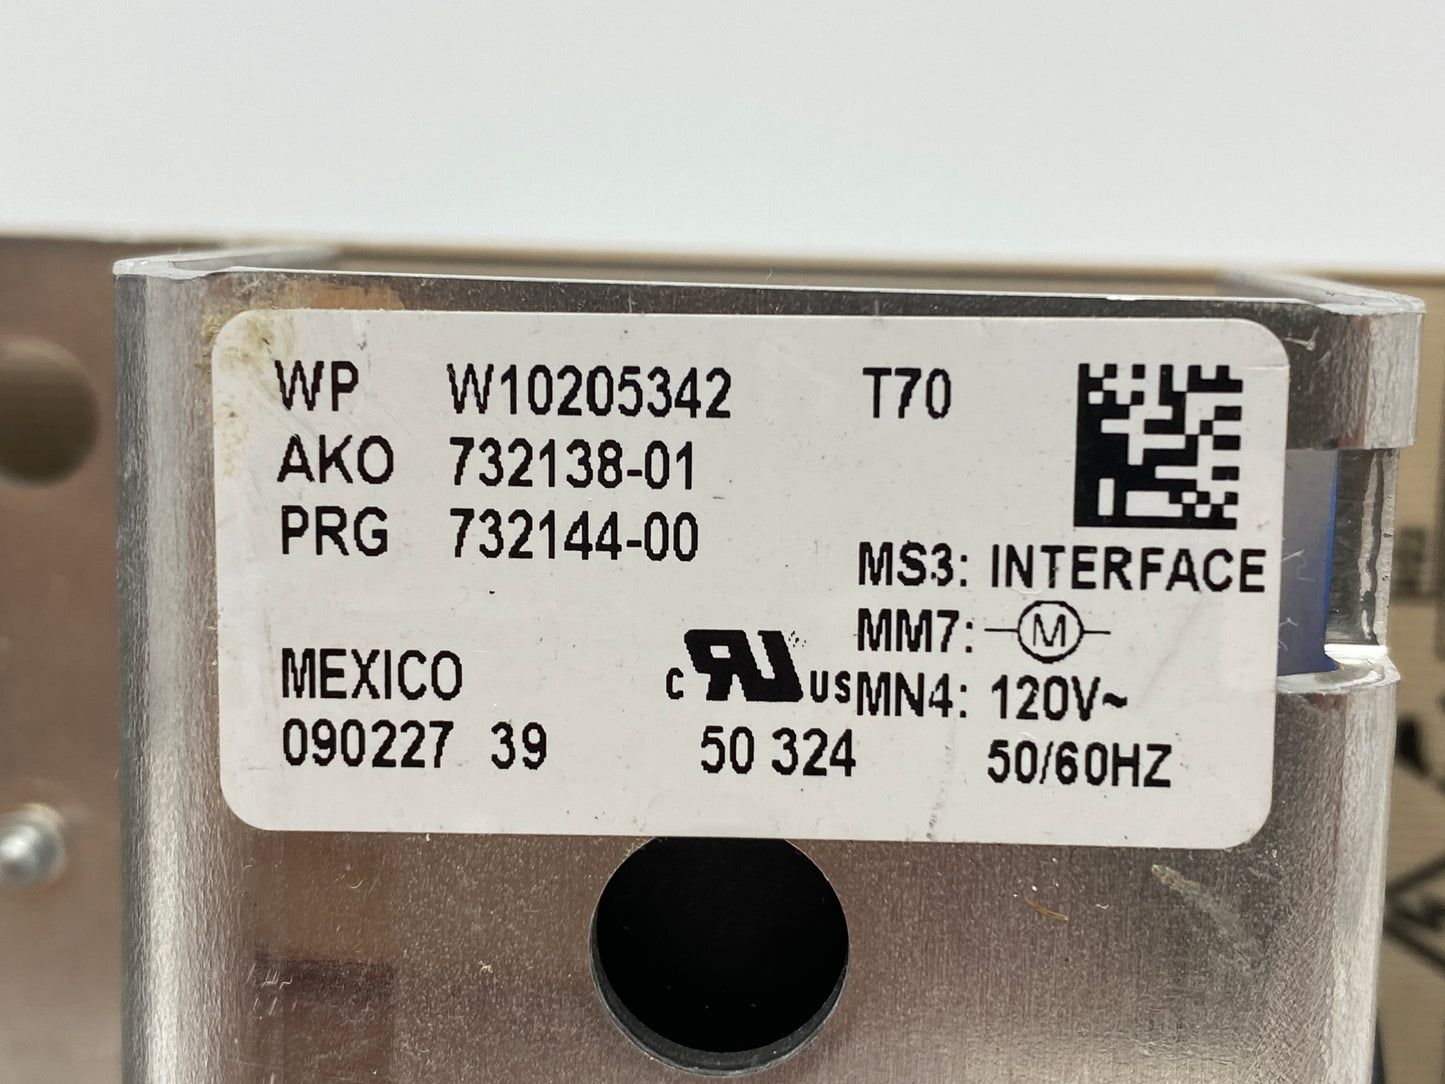 WP W10205342 T70
AKO 732138-01
PRG 732144-00
MS3: INTERFACE
MM7: M
MEXICO c RU US MN4: 120V~
090227 39 50 324 50/60HZ